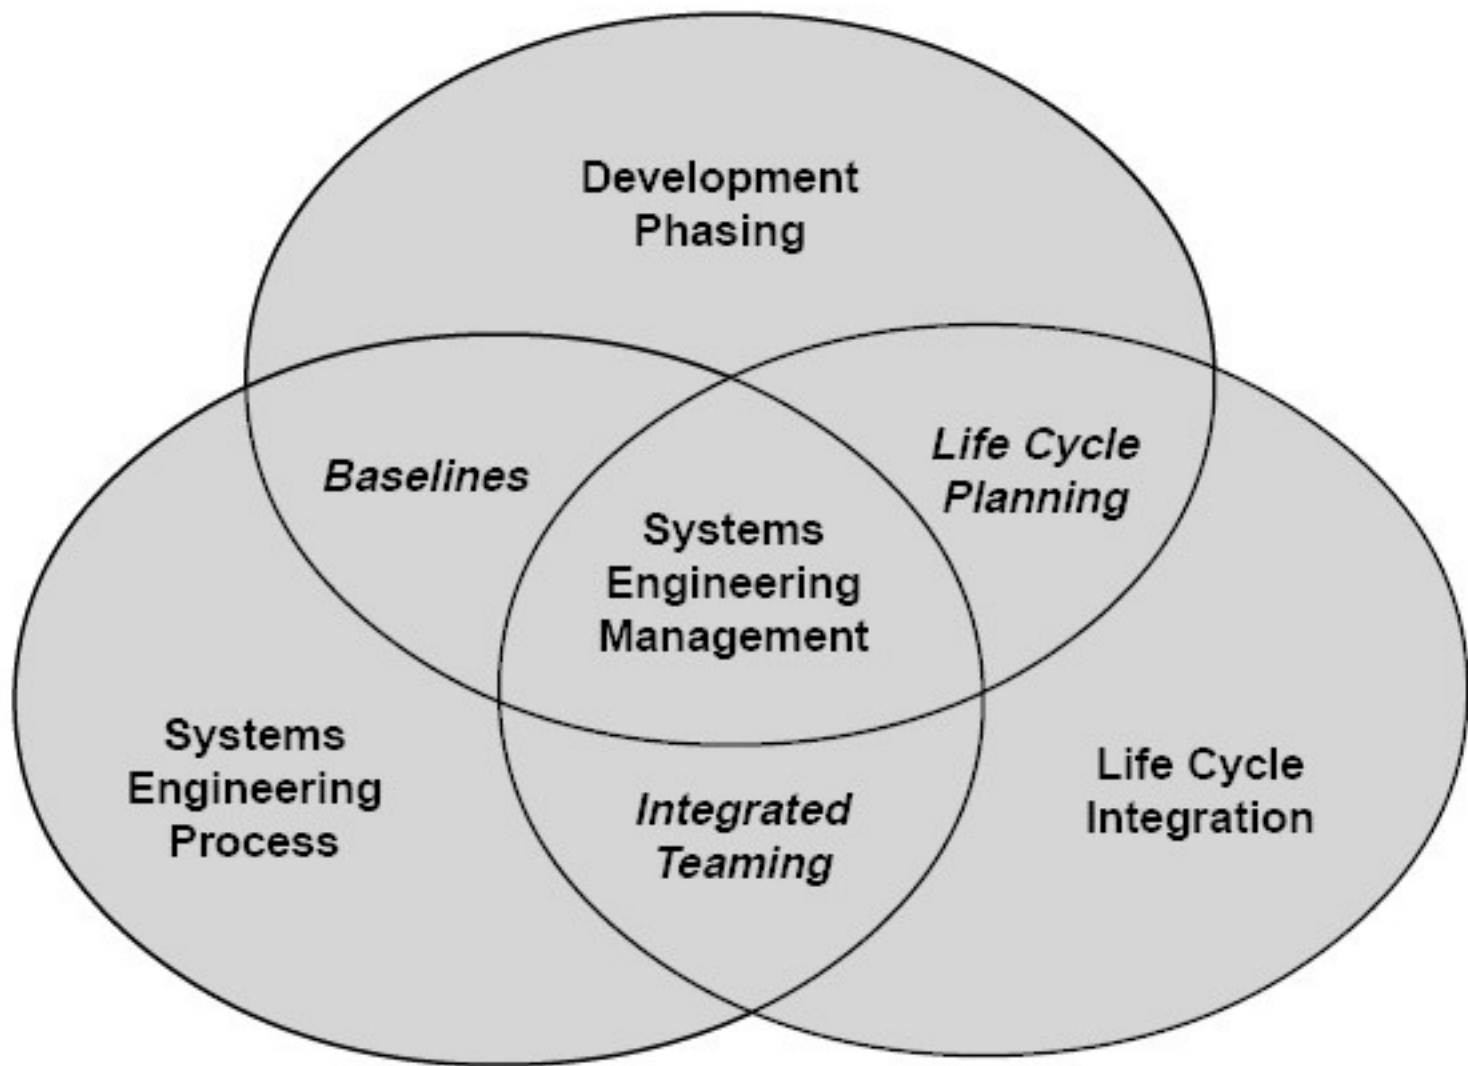 Development
Phasing
Baselines
Life Cycle
Planning
Systems
Engineering
Management
Systems
Engineering
Process
Integrated
Teaming
Life Cycle
Integration